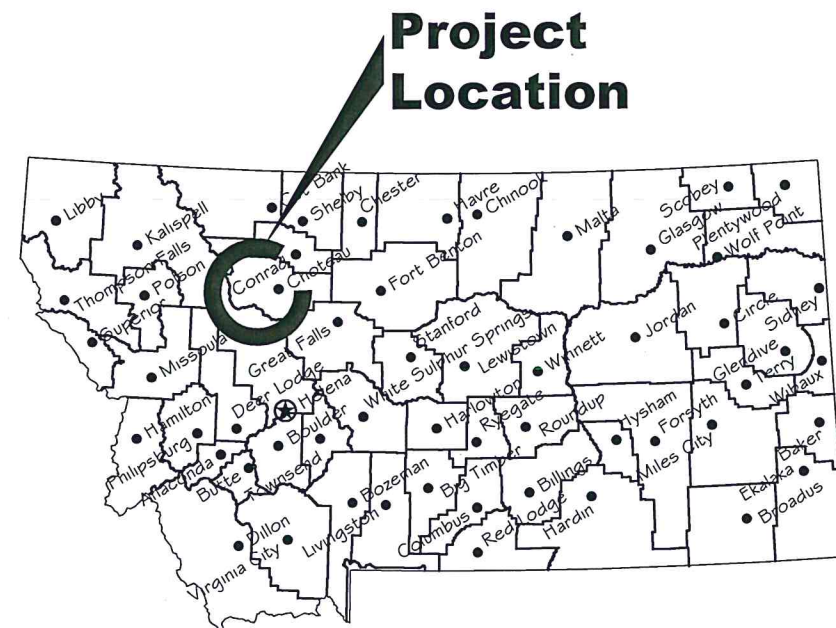 Project
Location
Libby
Kalispell
Cut Bank
Shelby
Chester
Havre
Chinook
Malta
Scobey
Glasgow
Plentywood
Wolf Point
Thompson Falls
Polson
Superior
Conrad
Choteau
Fort Benton
Missoula
Great Falls
Stanford
Lewistown
Winnett
Jordan
Circle
Sidney
Glendive
Terry
Wibaux
Hamilton
Philipsburg
Deer Lodge
Helena
White Sulphur Springs
Harlowton
Ryegate
Roundup
Hysham
Forsyth
Miles City
Baker
Ekalaka
Broadus
Anaconda
Butte
Boulder
Townsend
Bozeman
Livingston
Big Timber
Columbus
Billings
Red Lodge
Hardin
Dillon
Virginia City